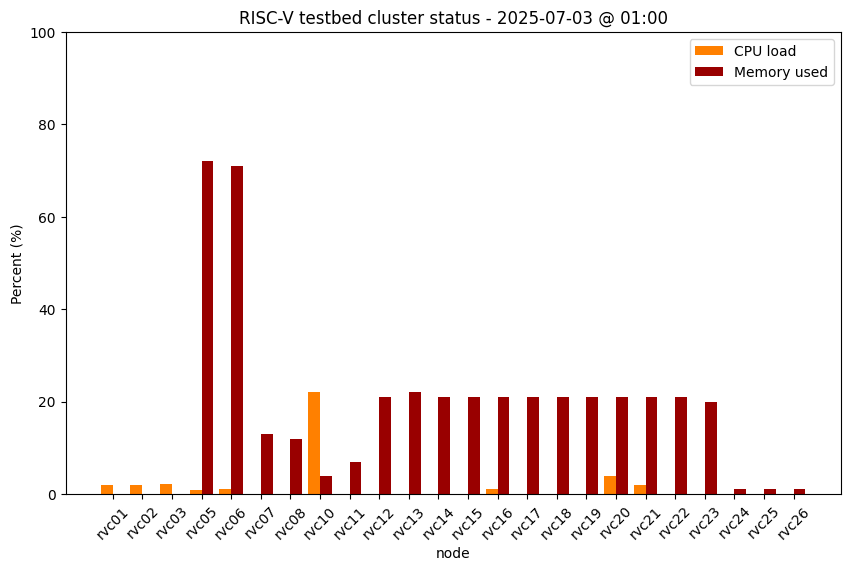 RISC-V testbed cluster status - 2025-07-03 @ 01:00
CPU load
Memory used
Percent (%)
100
80
60
40
20
0
rvc01
rvc02
rvc03
rvc05
rvc06
rvc07
rvc08
rvc10
rvc11
rvc12
rvc13
rvc14
rvc15
rvc16
rvc17
rvc18
rvc19
rvc20
rvc21
rvc22
rvc23
rvc24
rvc25
rvc26
node